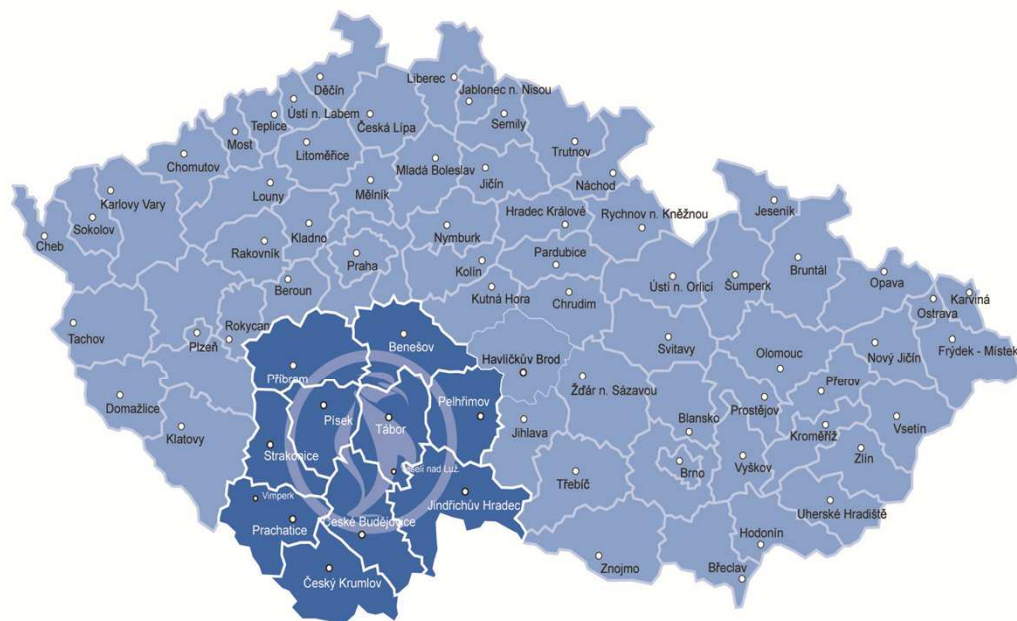 Děčín
Liberec
Jablonec n. Nisou
Ústí n. Labem
Teplice
Česká Lípa
Semily
Most
Litoměřice
Trutnov
Chomutov
Mladá Boleslav
Jičín
Náchod
Karlovy Vary
Louny
Mělník
Jeseník
Sokolov
Hradec Králové
Rychnov n. Kněžnou
Cheb
Kladno
Nymburk
Rakovník
Praha
Pardubice
Kolín
Bruntál
Beroun
Kutná Hora
Chrudim
Ústí n. Orlicí
Šumperk
Opava
Karviná
Ostrava
Tachov
Plzeň
Rokycan
Benešov
Svitavy
Olomouc
Nový Jičín
Frýdek - Místek
Havlíčkův Brod
Příbram
Pelhřimov
Žďár n. Sázavou
Přerov
Domažlice
Písek
Tábor
Blansko
Prostějov
Klatovy
Jihlava
Kroměříž
Vsetín
Strakonice
Brno
Vyškov
Zlín
Třebíč
Vimperk
Jindřichův Hradec
Uherské Hradiště
Prachatice
České Budějovice
Hodonín
Znojmo
Břeclav
Český Krumlov